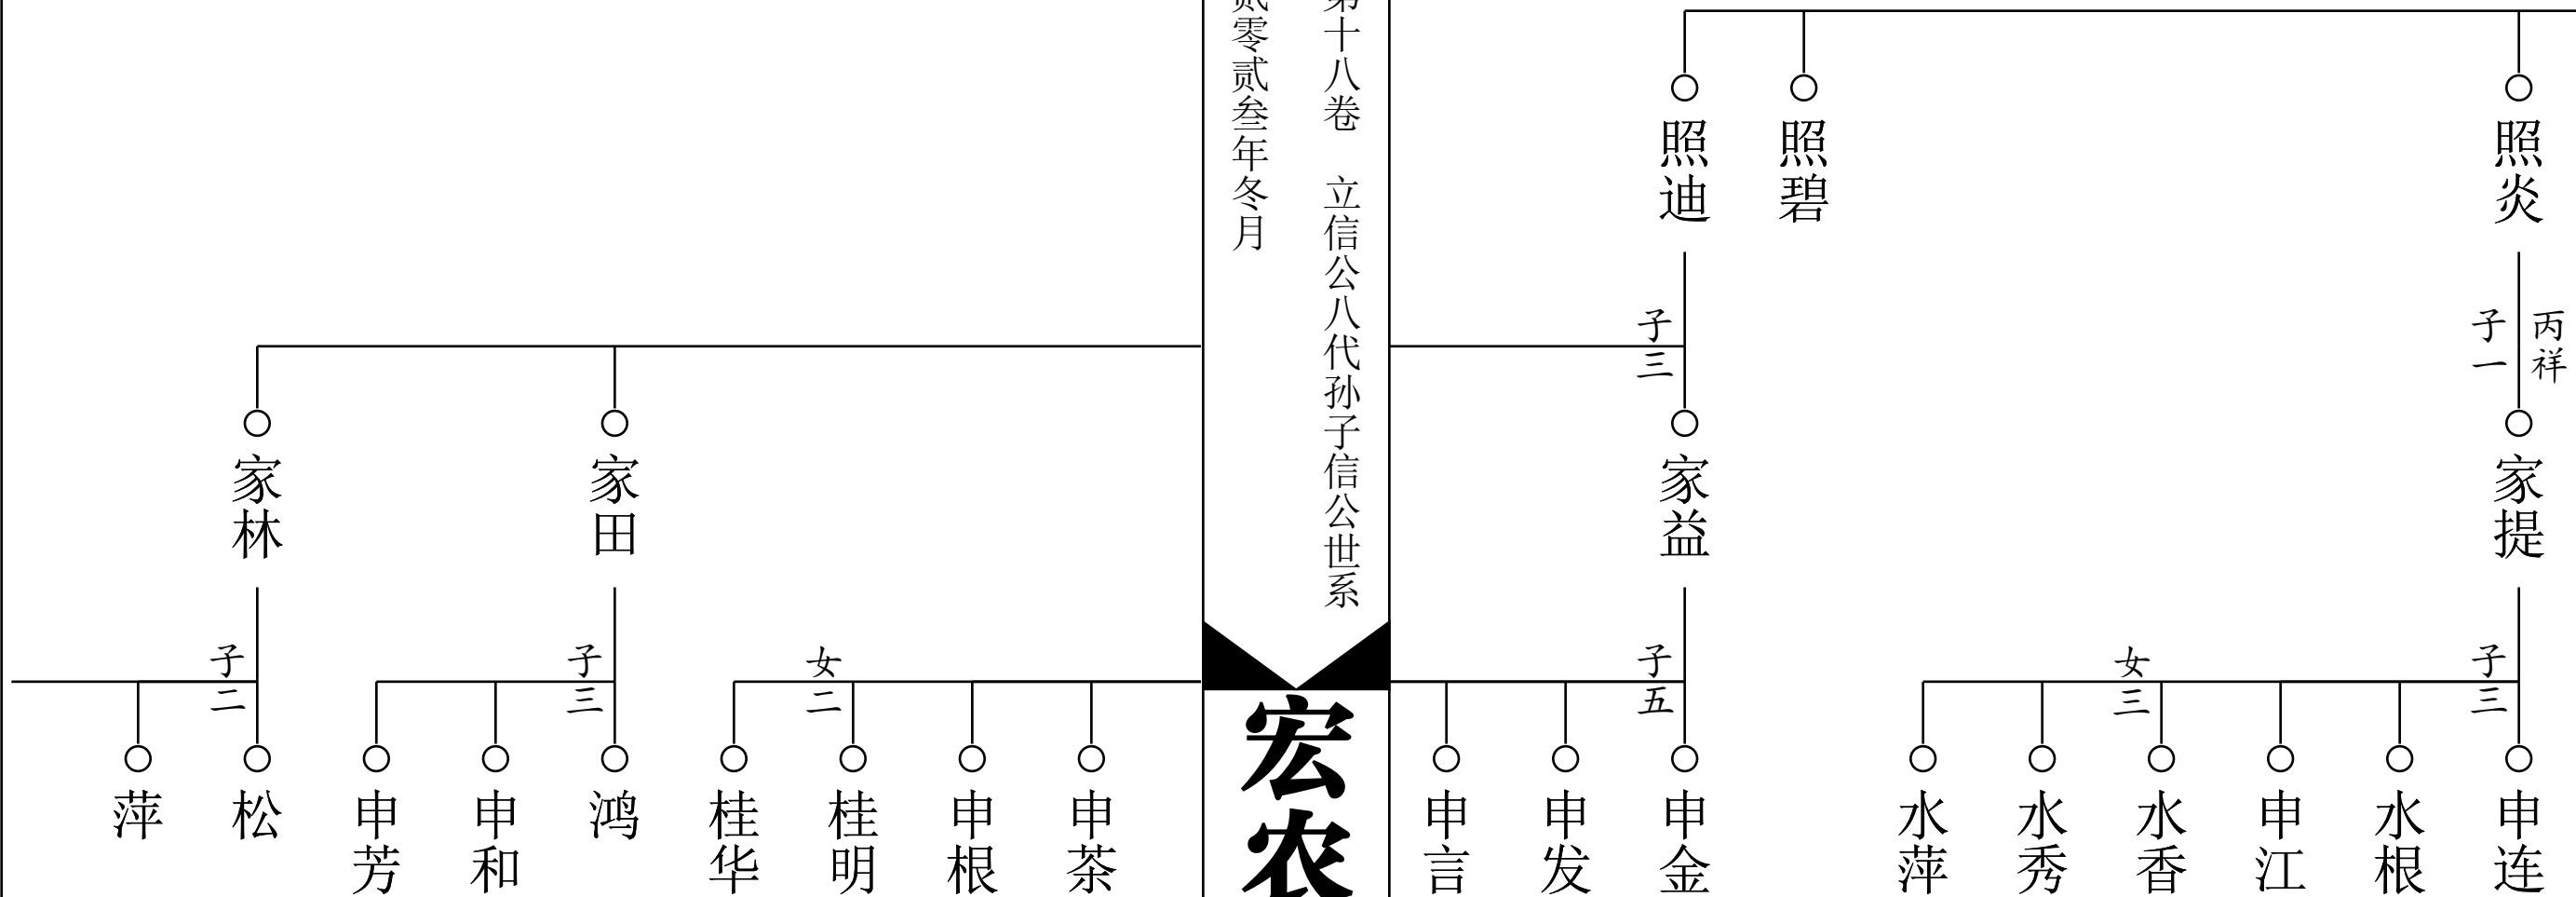 照炎
照碧
照迪
丙祥
子一
子三
家提
家益
子三
女三
子五
申连
水根
申江
水香
水秀
水萍
申金
申发
申言
第十八卷　立信公八代孙子信公世系
贰零贰叁年冬月
宏农
家田
家林
女二
子三
子二
申茶
申根
桂明
桂华
鸿
申和
申芳
松
萍